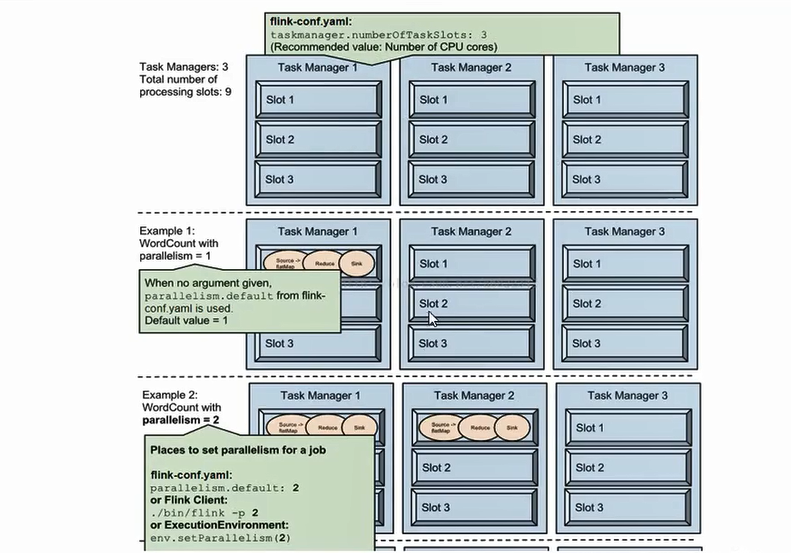 flink-conf.yaml:
taskmanager.numberOfTaskSlots: 3
(Recommended value: Number of CPU cores)
Task Managers: 3
Total number of
processing slots: 9
Task Manager 1
Slot 1
Slot 2
Slot 3
Task Manager 2
Slot 1
Slot 2
Slot 3
Task Manager 3
Slot 1
Slot 2
Slot 3
Example 1:
WordCount with
parallelism = 1
When no argument given,
parallelism.default from flink-
conf.yaml is used.
Default value = 1
Task Manager 1
Source ->
flatMap
Reduce
Sink
Slot 3
Task Manager 2
Slot 1
Slot 2
Slot 3
Task Manager 3
Slot 1
Slot 2
Slot 3
Example 2:
WordCount with
parallelism = 2
Places to set parallelism for a job
flink-conf.yaml:
parallelism.default: 2
or Flink Client:
./bin/flink -p 2
or ExecutionEnvironment:
env.setParallelism(2)
Task Manager 1
Source ->
flatMap
Reduce
Sink
Task Manager 2
Source ->
flatMap
Reduce
Sink
Slot 2
Slot 3
Task Manager 3
Slot 1
Slot 2
Slot 3